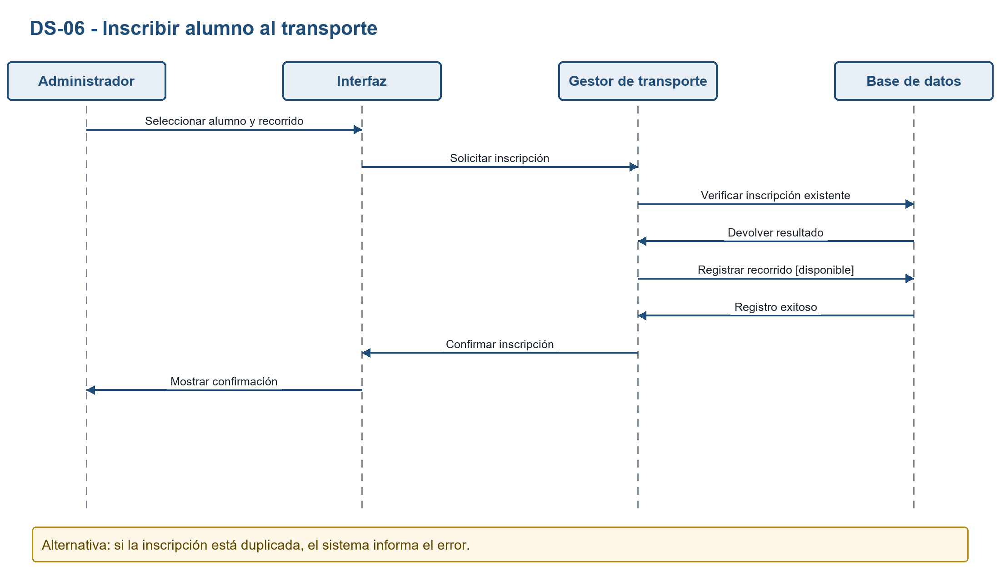 DS-06 - Inscribir alumno al transporte
Administrador
Interfaz
Gestor de transporte
Base de datos
Seleccionar alumno y recorrido
Solicitar inscripción
Verificar inscripción existente
Devolver resultado
Registrar recorrido [disponible]
Registro exitoso
Confirmar inscripción
Mostrar confirmación
Alternativa: si la inscripción está duplicada, el sistema informa el error.